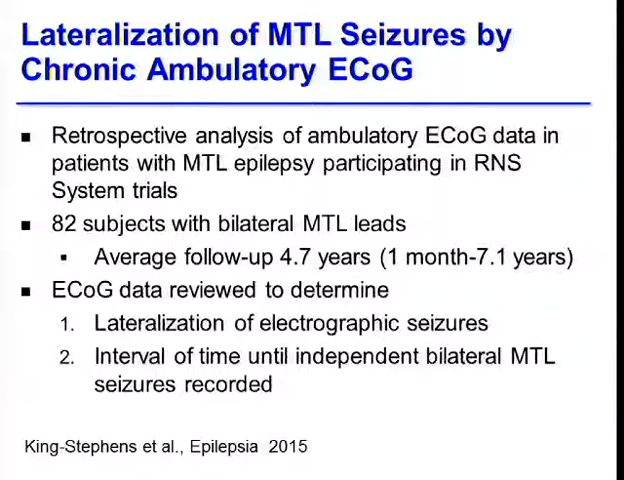 Lateralization of MTL Seizures by
Chronic Ambulatory ECoG
Retrospective analysis of ambulatory ECoG data in
patients with MTL epilepsy participating in RNS
System trials
82 subjects with bilateral MTL leads
Average follow-up 4.7 years (1 month-7.1 years)
ECoG data reviewed to determine
1. Lateralization of electrographic seizures
2. Interval of time until independent bilateral MTL
seizures recorded
King-Stephens et al., Epilepsia 2015